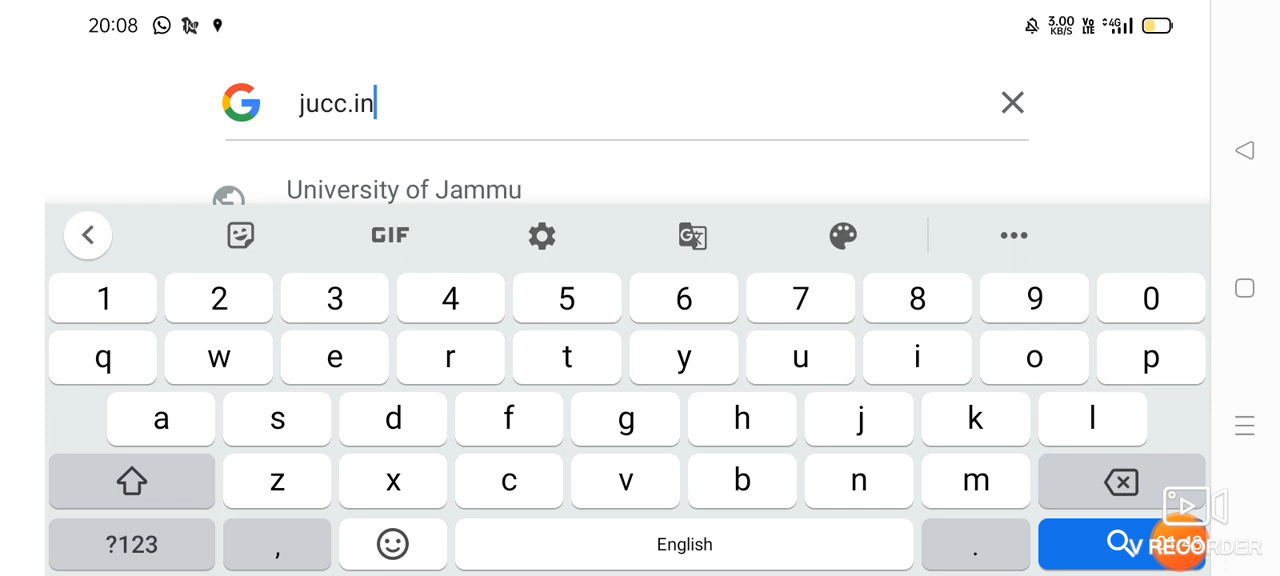 20:08 3.00 KB/S Vo LTE 4G
jucc.in
University of Jammu
GIF
1 2 3 4 5 6 7 8 9 0
q w e r t y u i o p
a s d f g h j k l
z x c v b n m
?123 , English .
V RECORDER